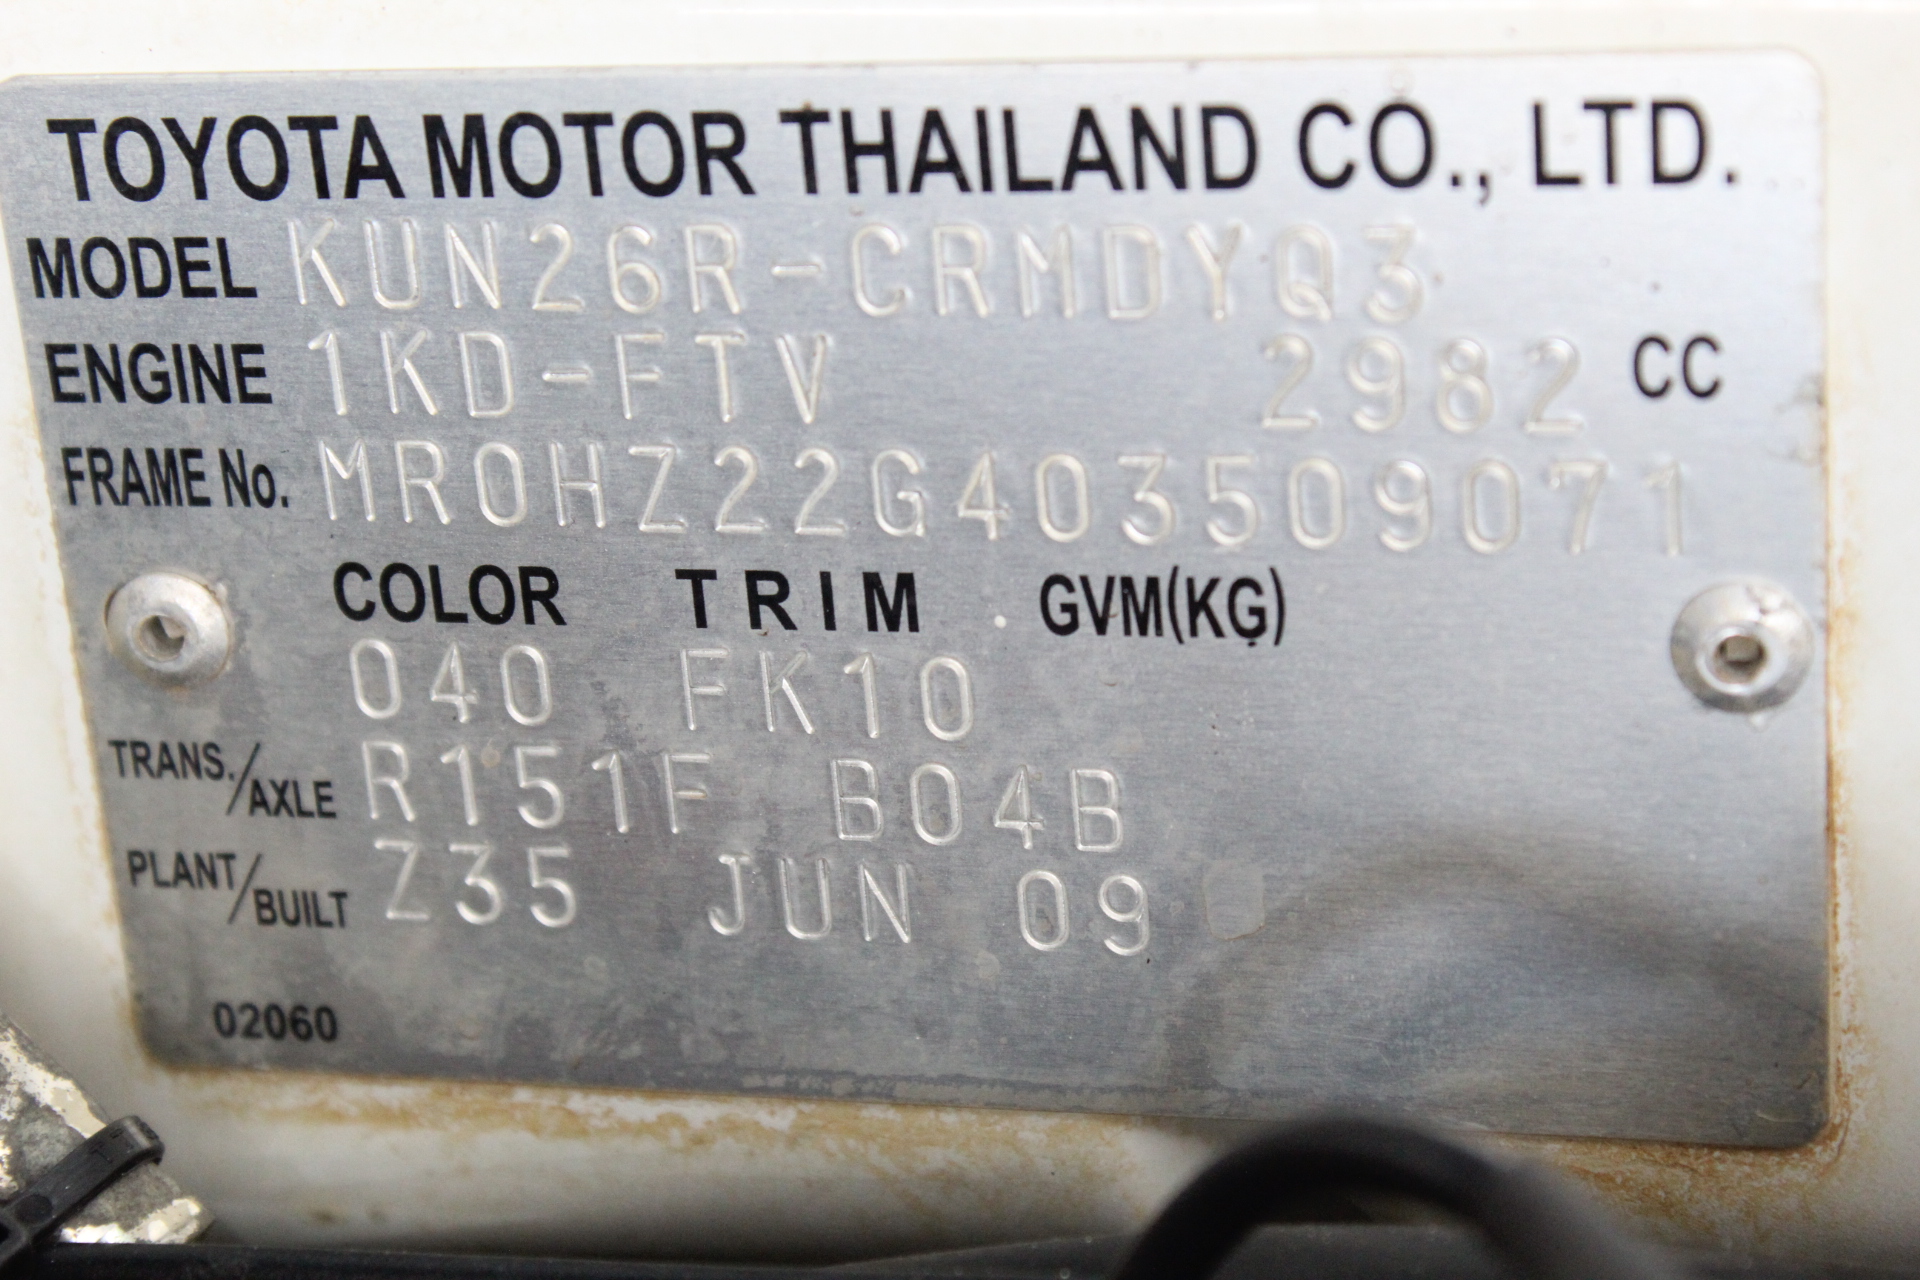 TOYOTA MOTOR THAILAND CO., LTD.
MODEL KUN26R-CRMDYQ3
ENGINE 1KD-FTV 2982 CC
FRAME No. MR0HZ22G403509071
COLOR TRIM GVM(KG)
040 FK10
TRANS./AXLE R151F B04B
PLANT/BUILT Z35 JUN 09
02060